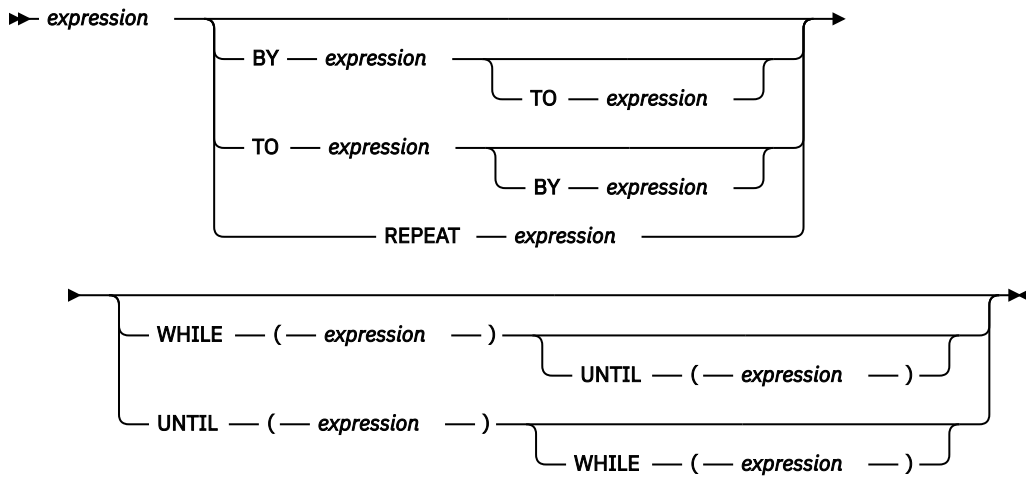 expression
BY expression
TO expression
TO expression
BY expression
REPEAT expression
WHILE ( expression )
UNTIL ( expression )
UNTIL ( expression )
WHILE ( expression )